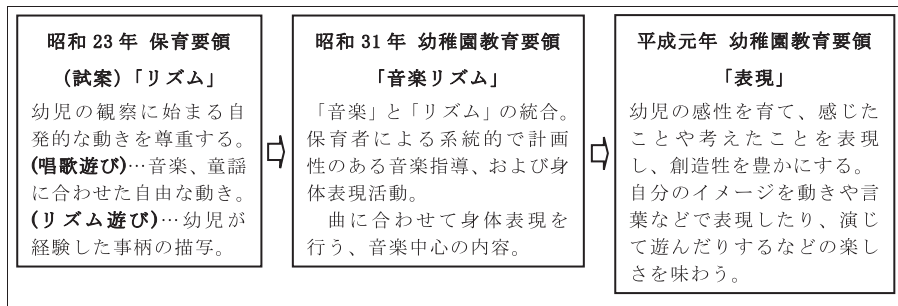 昭和 23 年 保育要領
(試案)「リズム」
幼児の観察に始まる自
発的な動きを尊重する。
(唱歌遊び)…音楽、童謡
に合わせた自由な動き。
(リズム遊び)…幼児が
経験した事柄の描写。
昭和 31 年 幼稚園教育要領
「音楽リズム」
「音楽」と「リズム」の統合。
保育者による系統的で計画
性のある音楽指導、および身
体表現活動。
曲に合わせて身体表現を
行う、音楽中心の内容。
平成元年 幼稚園教育要領
「表現」
幼児の感性を育て、感じた
ことや考えたことを表現
し、創造性を豊かにする。
自分のイメージを動きや言
葉などで表現したり、演じ
て遊んだりするなどの楽し
さを味わう。